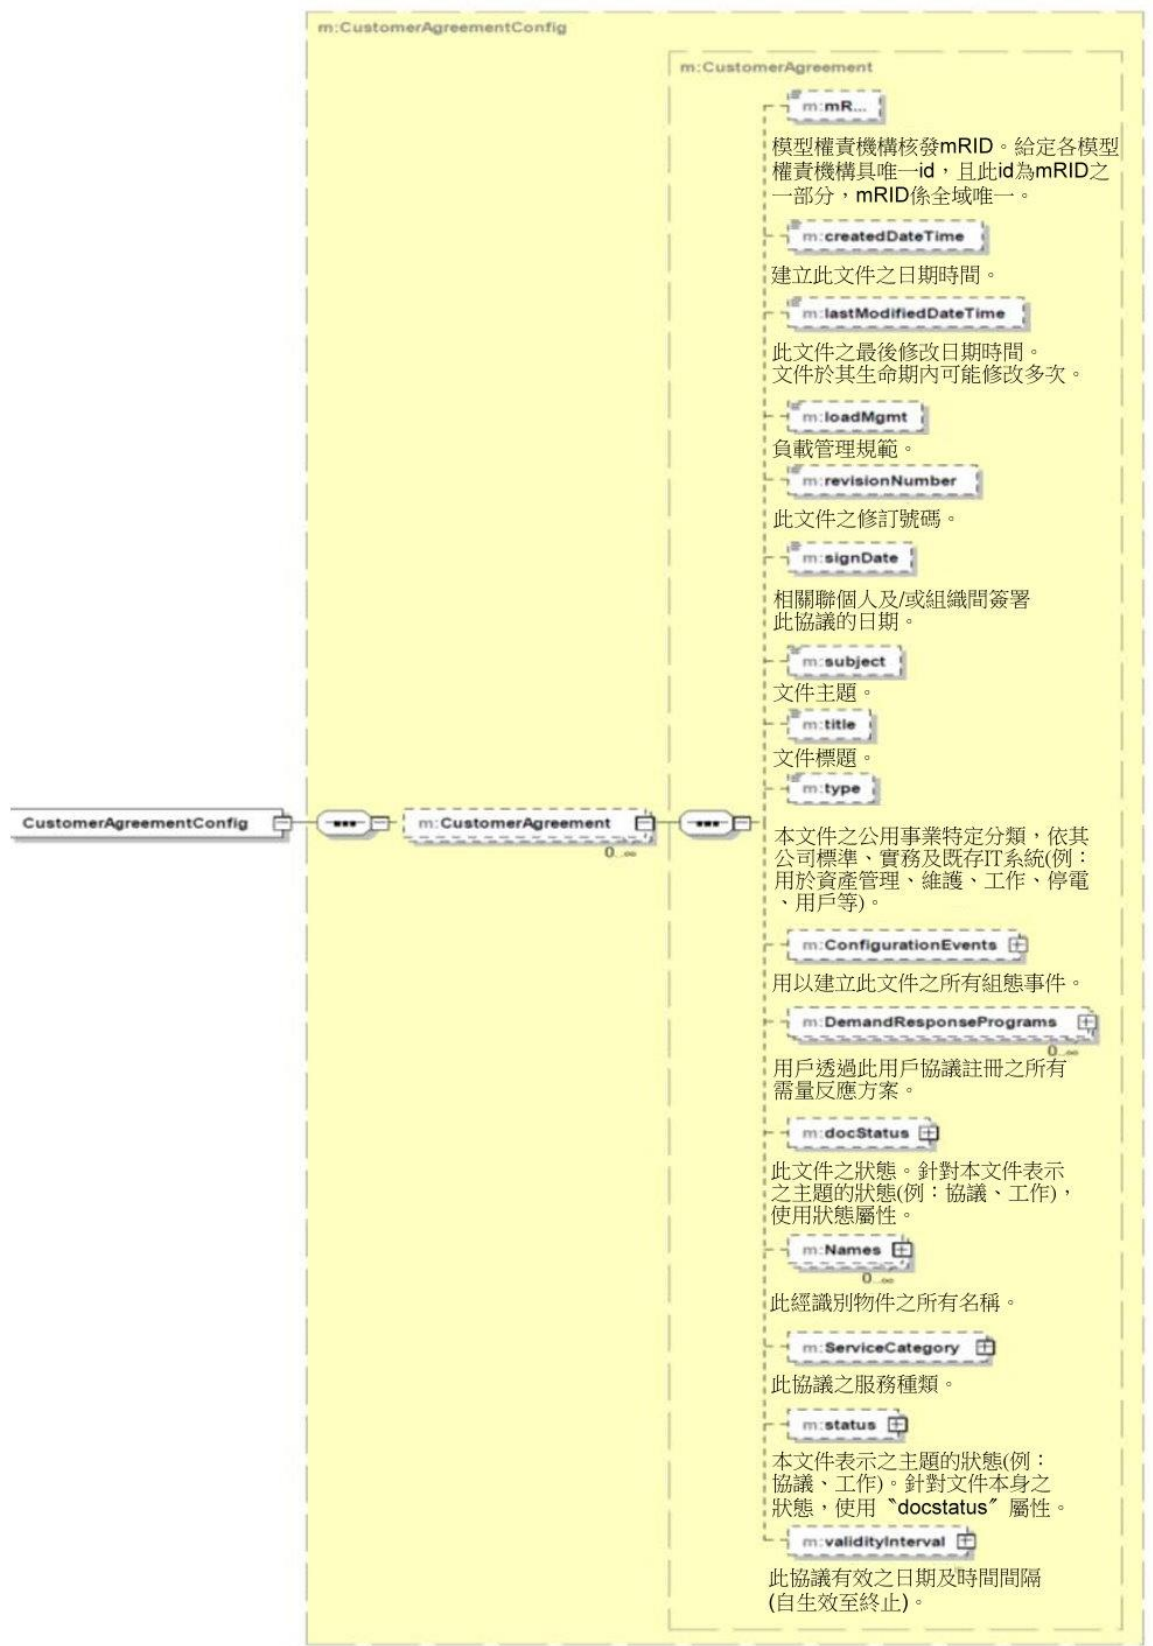 m:CustomerAgreementConfig
m:CustomerAgreement
m:mR...
模型權責機構核發mRID。給定各模型
權責機構具唯一id，且此id為mRID之
一部分，mRID係全域唯一。
m:createdDateTime
建立此文件之日期時間。
m:lastModifiedDateTime
此文件之最後修改日期時間。
文件於其生命期內可能修改多次。
m:loadMgmt
負載管理規範。
m:revisionNumber
此文件之修訂號碼。
m:signDate
相關聯個人及/或組織間簽署
此協議的日期。
m:subject
文件主題。
m:title
文件標題。
m:type
CustomerAgreementConfig
m:CustomerAgreement
0..∞
本文件之公用事業特定分類，依其
公司標準、實務及既存IT系統(例：
用於資產管理、維護、工作、停電
、用戶等)。
m:ConfigurationEvents
用以建立此文件之所有組態事件。
m:DemandResponsePrograms
0..∞
用戶透過此用戶協議註冊之所有
需量反應方案。
m:docStatus
此文件之狀態。針對本文件表示
之主題的狀態(例：協議、工作)，
使用狀態屬性。
m:Names
0..∞
此經識別物件之所有名稱。
m:ServiceCategory
此協議之服務種類。
m:status
本文件表示之主題的狀態(例：
協議、工作)。針對文件本身之
狀態，使用〝docstatus〞屬性。
m:validityInterval
此協議有效之日期及時間間隔
(自生效至終止)。